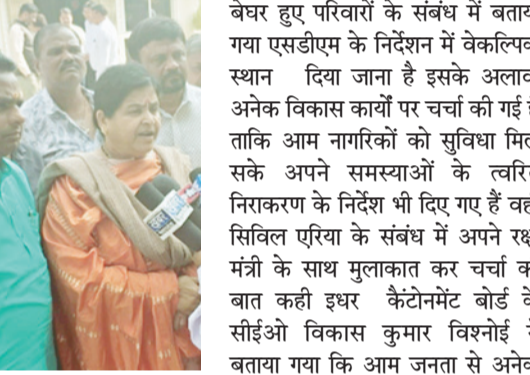 बेघर हुए परिवारों के संबंध में बताय
गया एसडीएम के निर्देशन में वेकल्पिक
स्थान दिया जाना है इसके अलाव
अनेक विकास कार्यों पर चर्चा की गई है
ताकि आम नागरिकों को सुविधा मिल
सके अपने समस्याओं के त्वरित
निराकरण के निर्देश भी दिए गए हैं वह
सिविल एरिया के संबंध में अपने रक्ष
मंत्री के साथ मुलाकात कर चर्चा क
बात कही इधर कैंटोनमेंट बोर्ड के
सीईओ विकास कुमार विश्नोई ने
बताया गया कि आम जनता से अनेक